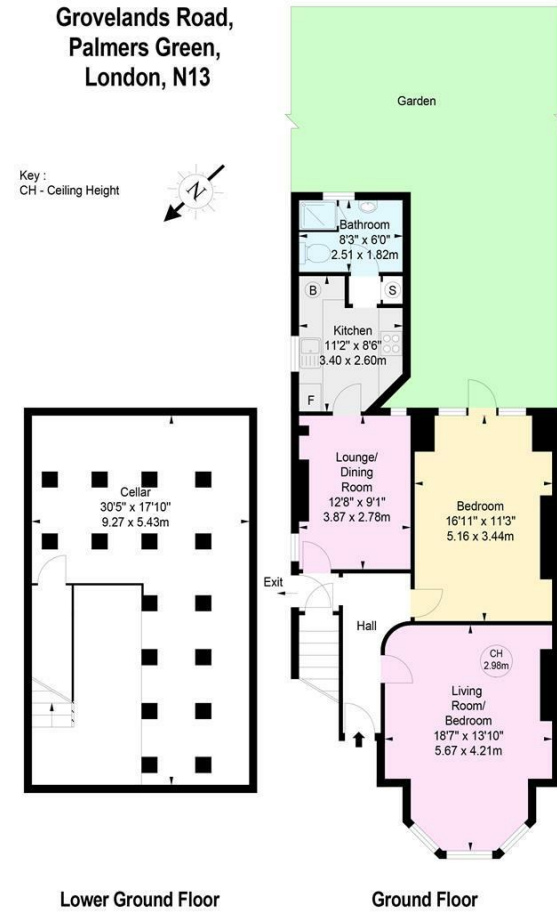 Grovelands Road,
Palmers Green,
London, N13
Key :
CH - Ceiling Height
N
Garden
Bathroom
8'3" x 6'0"
2.51 x 1.82m
B
S
Kitchen
11'2" x 8'6"
3.40 x 2.60m
F
Lounge/
Dining
Room
12'8" x 9'1"
3.87 x 2.78m
Bedroom
16'11" x 11'3"
5.16 x 3.44m
Cellar
30'5" x 17'10"
9.27 x 5.43m
Exit
Hall
CH
2.98m
Living
Room/
Bedroom
18'7" x 13'10"
5.67 x 4.21m
Lower Ground Floor
Ground Floor